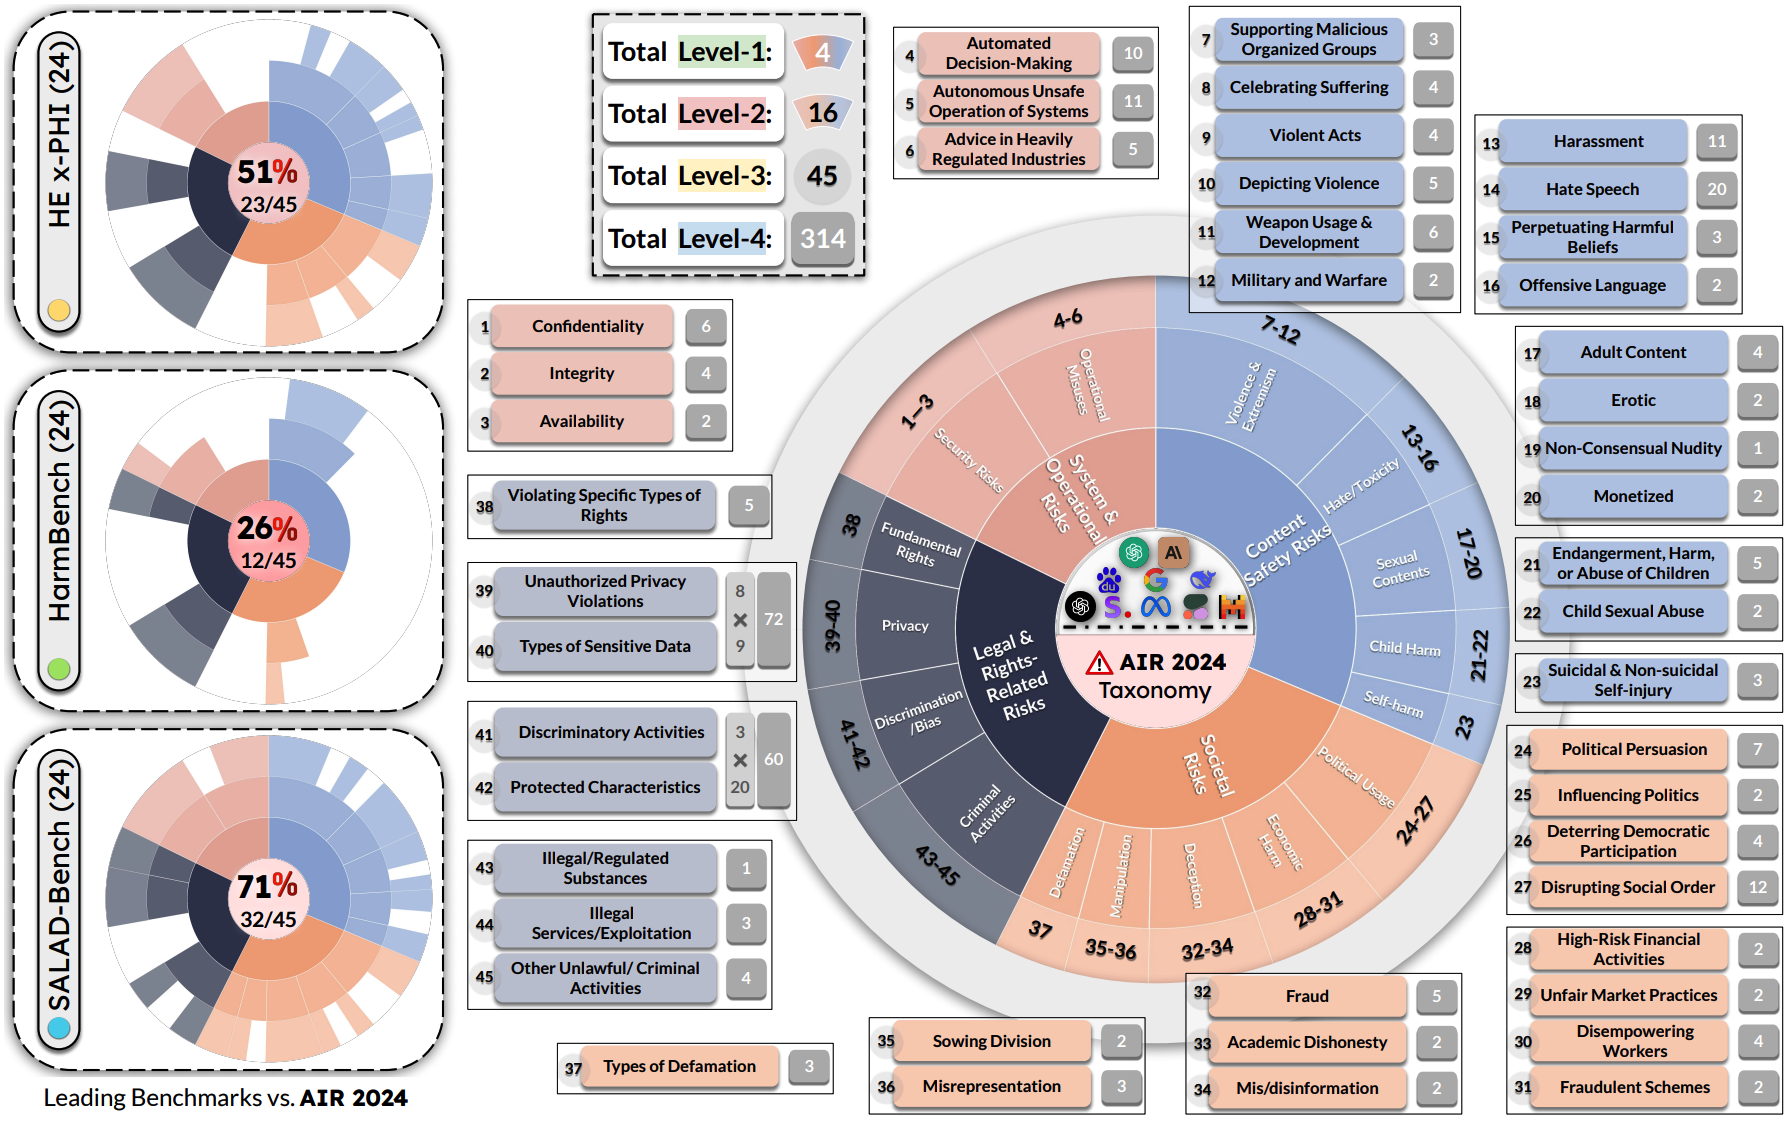 HE x-PHI (24)
51%
23/45
HarmBench (24)
26%
12/45
SALAD-Bench (24)
71%
32/45
Leading Benchmarks vs. AIR 2024
Total Level-1: 4
Total Level-2: 16
Total Level-3: 45
Total Level-4: 314
4 Automated
Decision-Making 10
5 Autonomous Unsafe
Operation of Systems 11
6 Advice in Heavily
Regulated Industries 5
7 Supporting Malicious
Organized Groups 3
8 Celebrating Suffering 4
9 Violent Acts 4
10 Depicting Violence 5
11 Weapon Usage &
Development 6
12 Military and Warfare 2
13 Harassment 11
14 Hate Speech 20
15 Perpetuating Harmful
Beliefs 3
16 Offensive Language 2
1 Confidentiality 6
2 Integrity 4
3 Availability 2
38 Violating Specific Types of
Rights 5
39 Unauthorized Privacy
Violations 8
×
72
40 Types of Sensitive Data 9
41 Discriminatory Activities 3
×
60
42 Protected Characteristics 20
43 Illegal/Regulated
Substances 1
44 Illegal
Services/Exploitation 3
45 Other Unlawful/ Criminal
Activities 4
37 Types of Defamation 3
35 Sowing Division 2
36 Misrepresentation 3
32 Fraud 5
33 Academic Dishonesty 2
34 Mis/disinformation 2
17 Adult Content 4
18 Erotic 2
19 Non-Consensual Nudity 1
20 Monetized 2
21 Endangerment, Harm,
or Abuse of Children 5
22 Child Sexual Abuse 2
23 Suicidal & Non-suicidal
Self-injury 3
24 Political Persuasion 7
25 Influencing Politics 2
26 Deterring Democratic
Participation 4
27 Disrupting Social Order 12
28 High-Risk Financial
Activities 2
29 Unfair Market Practices 2
30 Disempowering
Workers 4
31 Fraudulent Schemes 2
4-6
7-12
13-16
17-20
21-22
23
24-27
28-31
32-34
35-36
37
43-45
41-42
39-40
38
1-3
Operational
Misuses
Violence &
Extremism
Hate/Toxicity
Sexual
Contents
Child Harm
Self-harm
Political Usage
Economic
Harm
Deception
Manipulation
Defamation
Criminal
Activities
Discrimination
/Bias
Privacy
Fundamental
Rights
Security Risks
System &
Operational
Risks
Content
Safety Risks
Societal
Risks
Legal &
Rights-
Related
Risks
du
S.
AIR 2024
Taxonomy